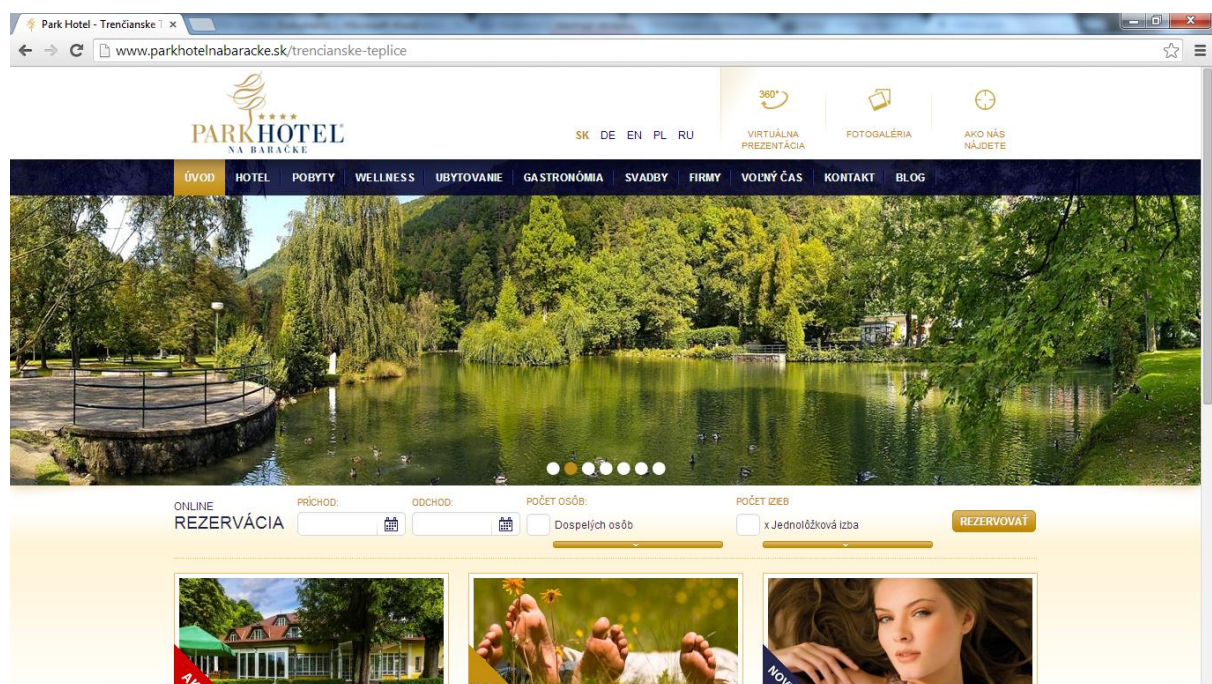 Park Hotel - Trenčianske T
www.parkhotelnabaracke.sk/trencianske-teplice
PARKHOTEL
NA BARAČKE
SK DE EN PL RU
360°
VIRTUÁLNA
PREZENTÁCIA
FOTOGALÉRIA
AKO NÁS
NÁJDETE
ÚVOD HOTEL POBYTY WELLNESS UBYTOVANIE GASTRONÓMIA SVADBY FIRMY VOĽNÝ ČAS KONTAKT BLOG
ONLINE
REZERVÁCIA
PRÍCHOD:
ODCHOD:
POČET OSÔB:
Dospelých osôb
POČET IZIEB
x Jednolôžková izba
REZERVOVAŤ